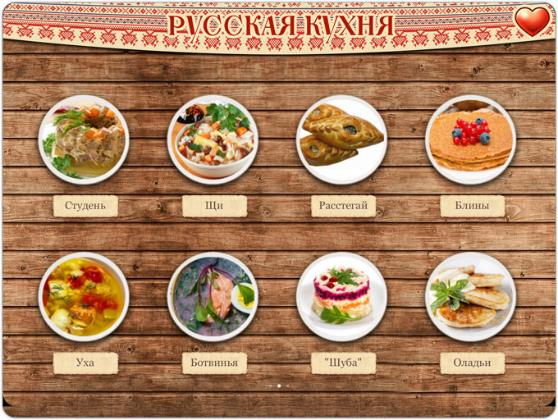 РУССКАЯ КУХНЯ
Студень
Щи
Расстегай
Блины
Уха
Ботвинья
"Шуба"
Оладьи